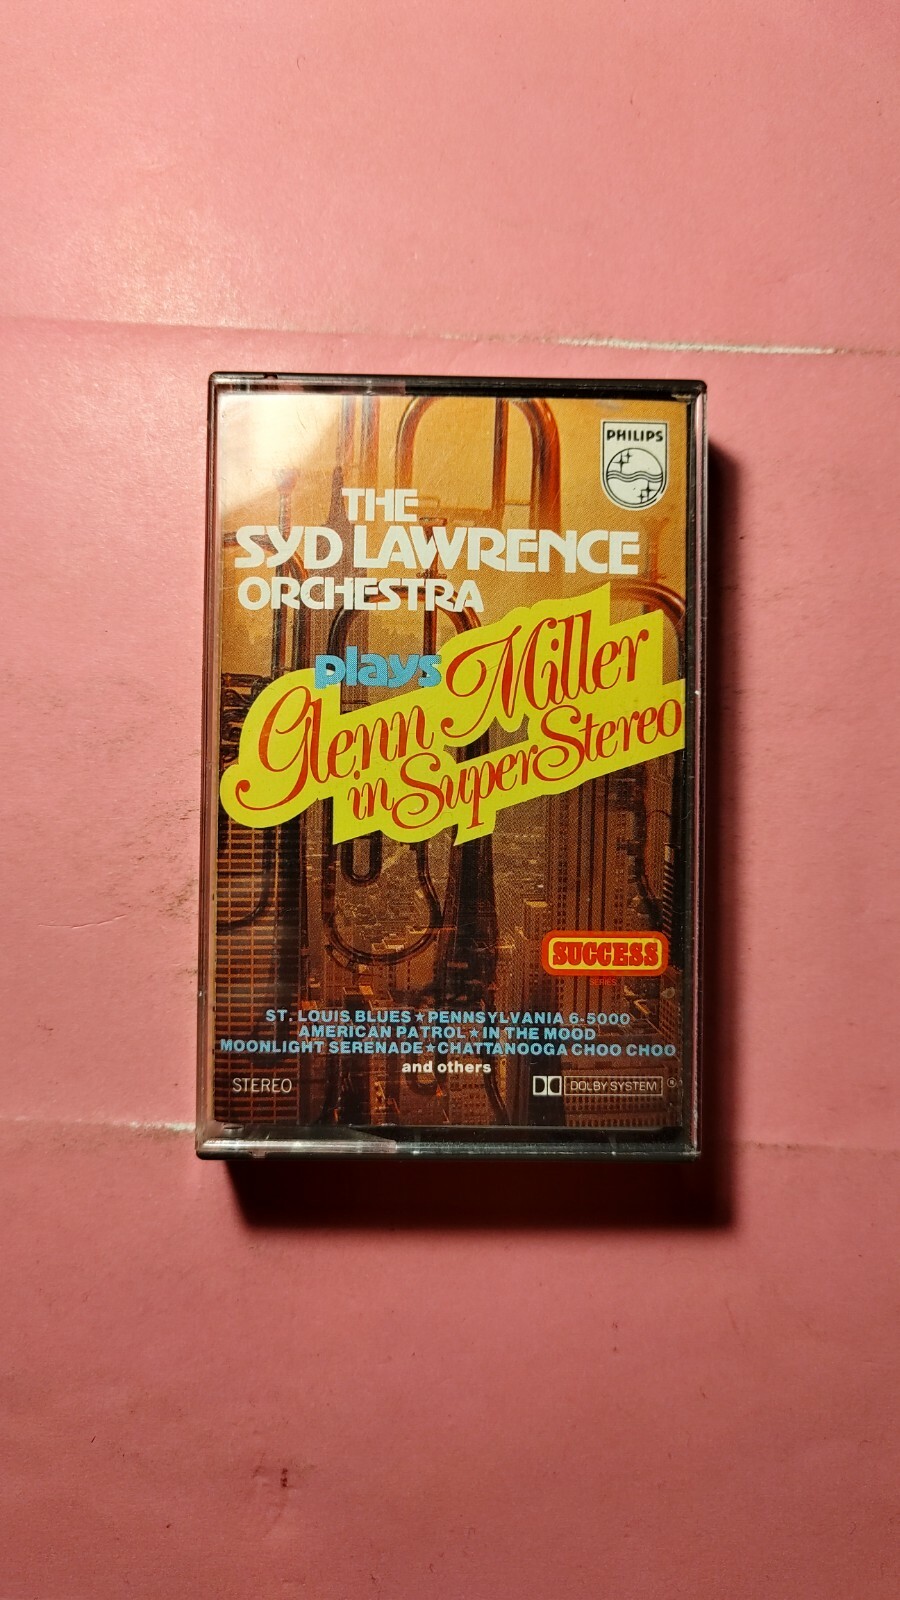 PHILIPS
THE
SYD LAWRENCE
ORCHESTRA
plays
Glenn Miller
in Super Stereo
SUCCESS
SERIES
ST. LOUIS BLUES ★ PENNSYLVANIA 6-5000
AMERICAN PATROL ★ IN THE MOOD
MOONLIGHT SERENADE ★ CHATTANOOGA CHOO CHOO
and others
STEREO
DOLBY SYSTEM ®